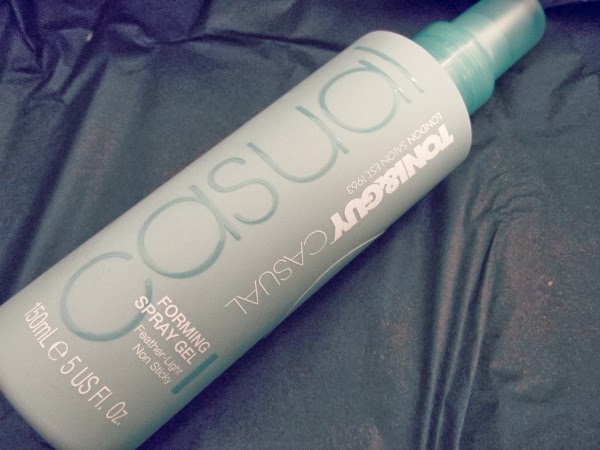 casual
TONI&GUY CASUAL
LONDON SALON EST.1963
FORMING
SPRAY GEL
Feather-Light
Non Sticky
150mL e 5 US Fl. Oz.